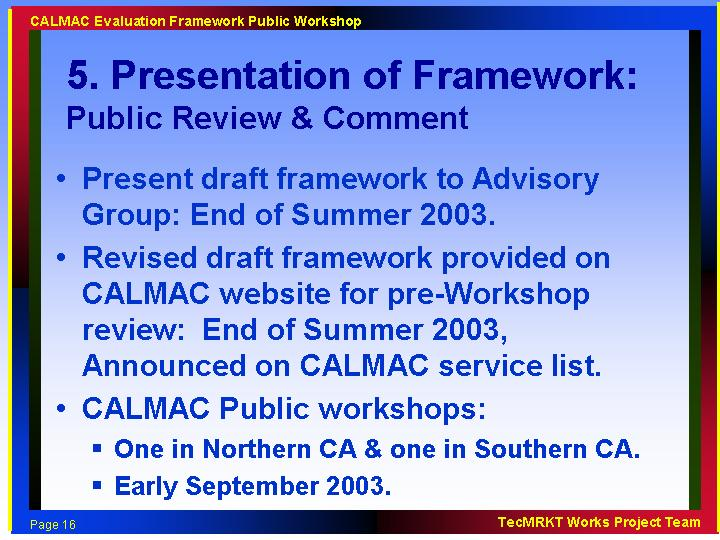 CALMAC Evaluation Framework Public Workshop
5. Presentation of Framework:
Public Review & Comment
• Present draft framework to Advisory
Group: End of Summer 2003.
• Revised draft framework provided on
CALMAC website for pre-Workshop
review:  End of Summer 2003,
Announced on CALMAC service list.
• CALMAC Public workshops:
▪ One in Northern CA & one in Southern CA.
▪ Early September 2003.
Page 16
TecMRKT Works Project Team